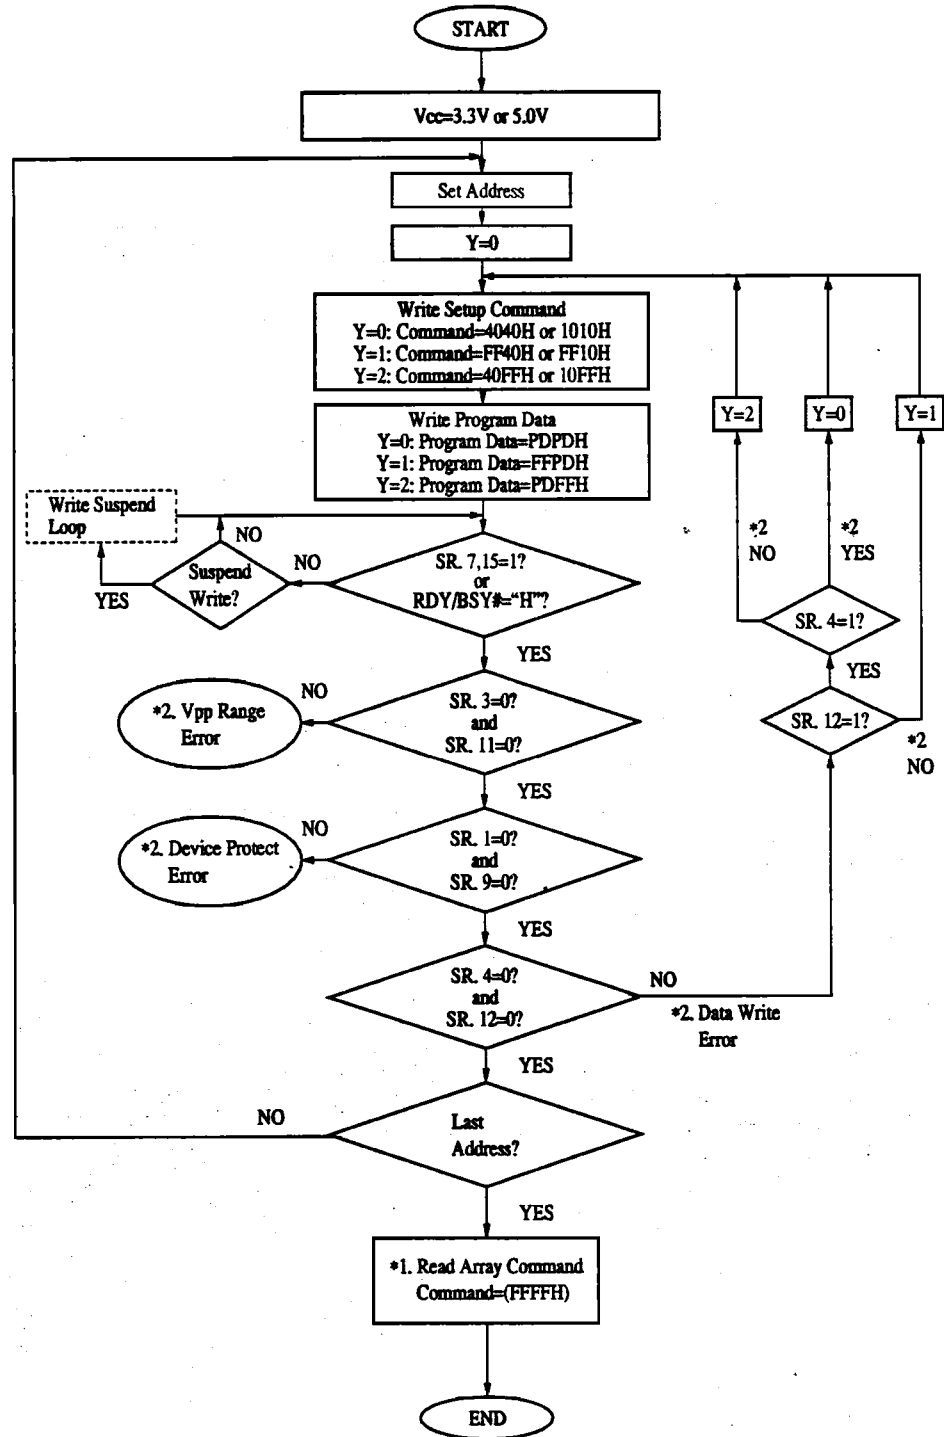 START
Vcc=3.3V or 5.0V
Set Address
Y=0
Write Setup Command
Y=0: Command=4040H or 1010H
Y=1: Command=FF40H or FF10H
Y=2: Command=40FFH or 10FFH
Y=2
Y=0
Y=1
Write Program Data
Y=0: Program Data=PDPDH
Y=1: Program Data=FFPDH
Y=2: Program Data=PDFFH
Write Suspend
Loop
NO
YES
Suspend
Write?
NO
SR. 7,15=1?
or
RDY/BSY#="H"?
YES
*2
NO
*2
YES
SR. 4=1?
YES
SR. 12=1?
*2
NO
NO
*2. Vpp Range
Error
SR. 3=0?
and
SR. 11=0?
YES
NO
*2. Device Protect
Error
SR. 1=0?
and
SR. 9=0?
YES
SR. 4=0?
and
SR. 12=0?
NO
*2. Data Write
Error
YES
NO
Last
Address?
YES
*1. Read Array Command
Command=(FFFFH)
END